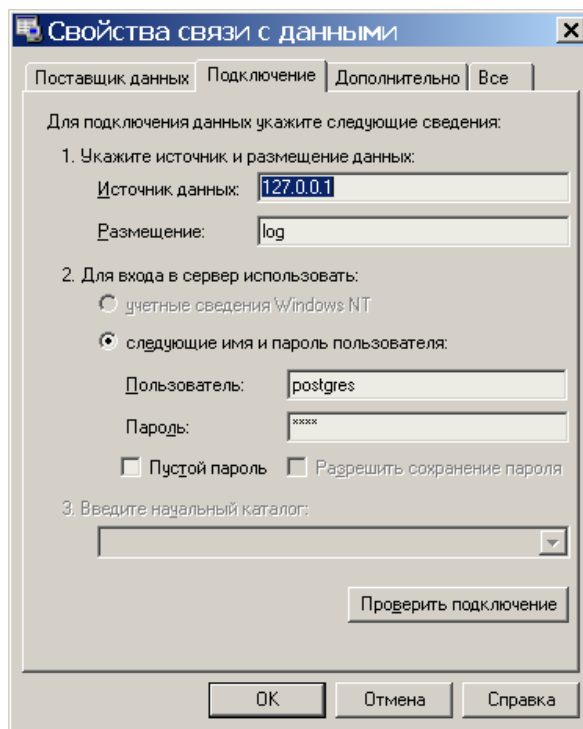 Свойства связи с данными
Поставщик данных Подключение Дополнительно Все
Для подключения данных укажите следующие сведения:
1. Укажите источник и размещение данных:
Источник данных: 127.0.0.1
Размещение: log
2. Для входа в сервер использовать:
учетные сведения Windows NT
следующие имя и пароль пользователя:
Пользователь: postgres
Пароль: ****
Пустой пароль Разрешить сохранение пароля
3. Введите начальный каталог:
Проверить подключение
OK Отмена Справка